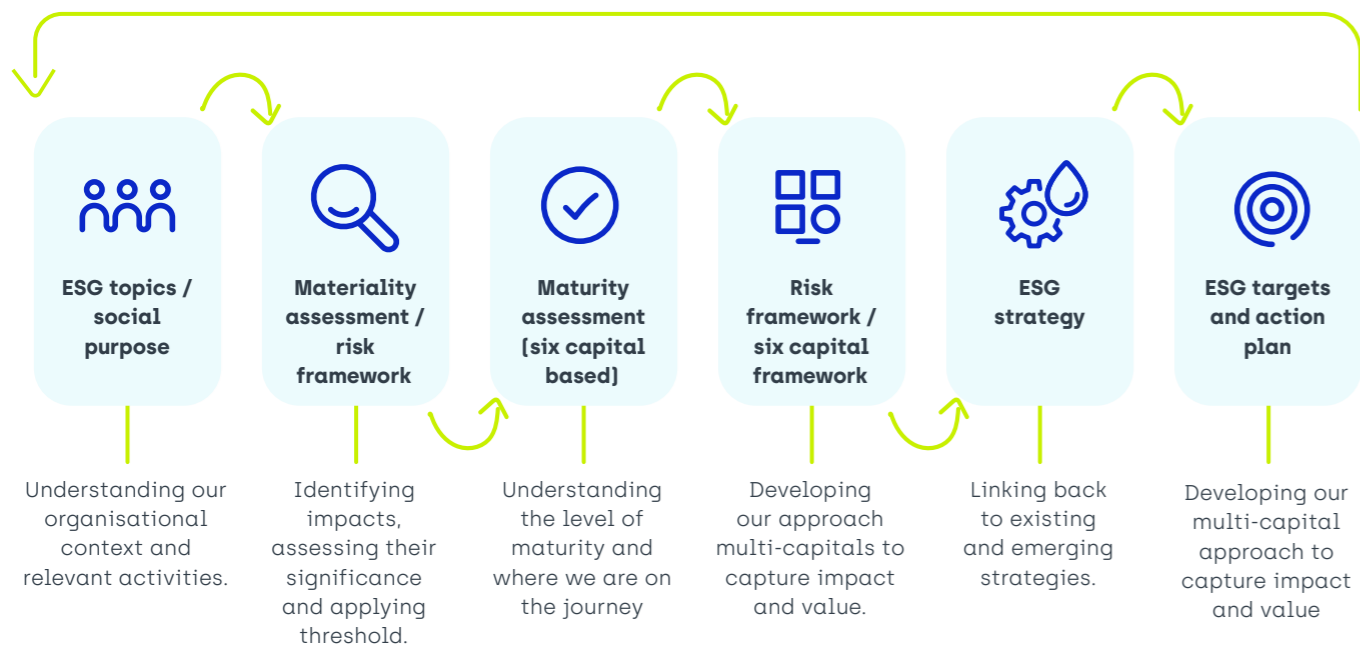 ESG topics /
social
purpose
Materiality
assessment /
risk
framework
Maturity
assessment
(six capital
based)
Risk
framework /
six capital
framework
ESG
strategy
ESG targets
and action
plan
Understanding our
organisational
context and
relevant activities.
Identifying
impacts,
assessing their
significance
and applying
threshold.
Understanding
the level of
maturity and
where we are on
the journey
Developing
our approach
multi-capitals to
capture impact
and value.
Linking back
to existing
and emerging
strategies.
Developing our
multi-capital
approach to
capture impact
and value